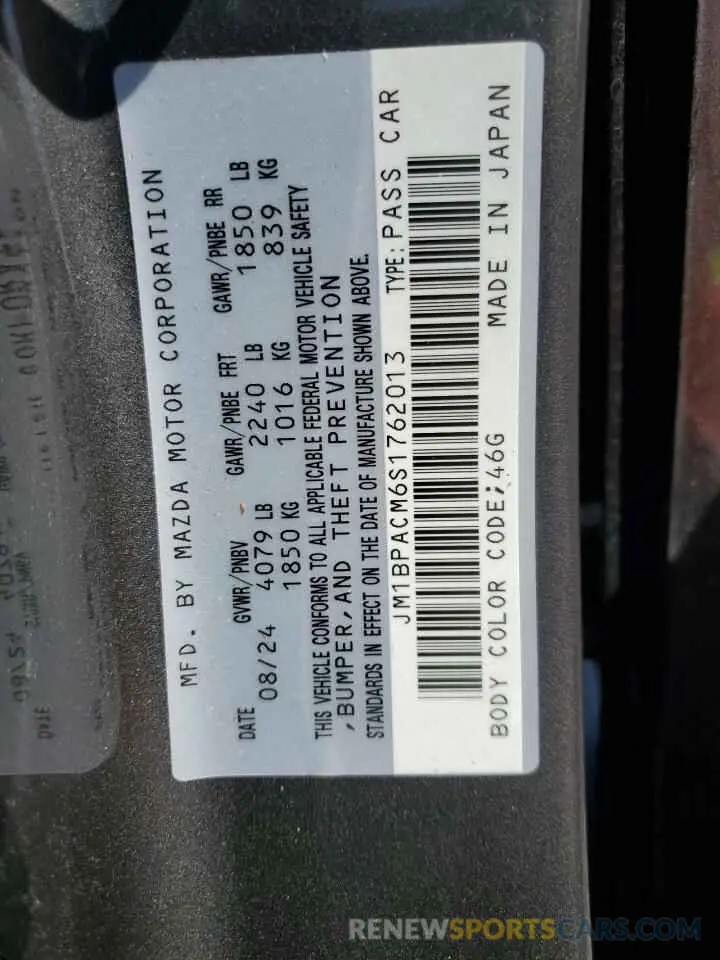 MFD. BY MAZDA MOTOR CORPORATION
DATE GVWR/PNBV GAWR/PNBE FRT GAWR/PNBE RR
08/24 4079 LB 2240 LB 1850 LB
1850 KG 1016 KG 839 KG
THIS VEHICLE CONFORMS TO ALL APPLICABLE FEDERAL MOTOR VEHICLE SAFETY
,BUMPER,AND THEFT PREVENTION
STANDARDS IN EFFECT ON THE DATE OF MANUFACTURE SHOWN ABOVE.
JM1BPACM6S1762013 TYPE:PASS CAR
BODY COLOR CODE;46G MADE IN JAPAN
RENEWSPORTSCARS.COM